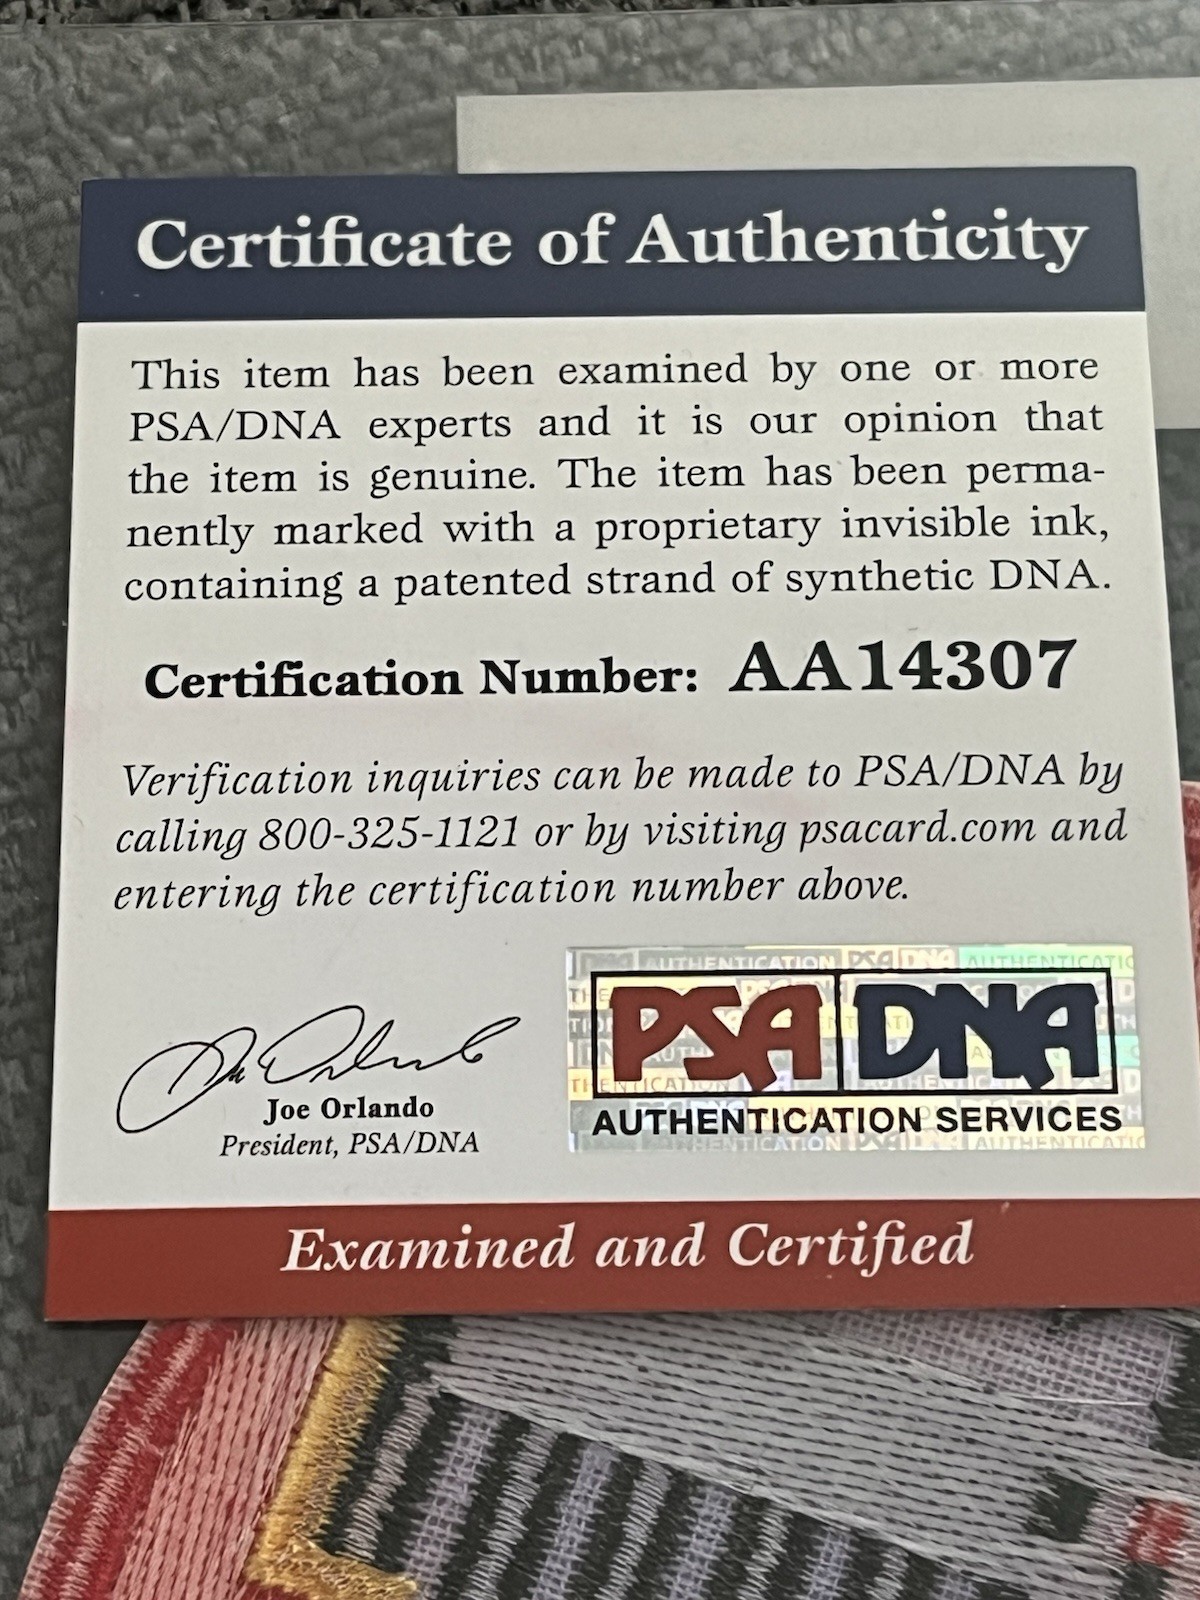 Certificate of Authenticity
This item has been examined by one or more
PSA/DNA experts and it is our opinion that
the item is genuine. The item has been perma-
nently marked with a proprietary invisible ink,
containing a patented strand of synthetic DNA.
Certification Number: AA14307
Verification inquiries can be made to PSA/DNA by
calling 800-325-1121 or by visiting psacard.com and
entering the certification number above.
Joe Orlando
President, PSA/DNA
PSA DNA
AUTHENTICATION SERVICES
Examined and Certified